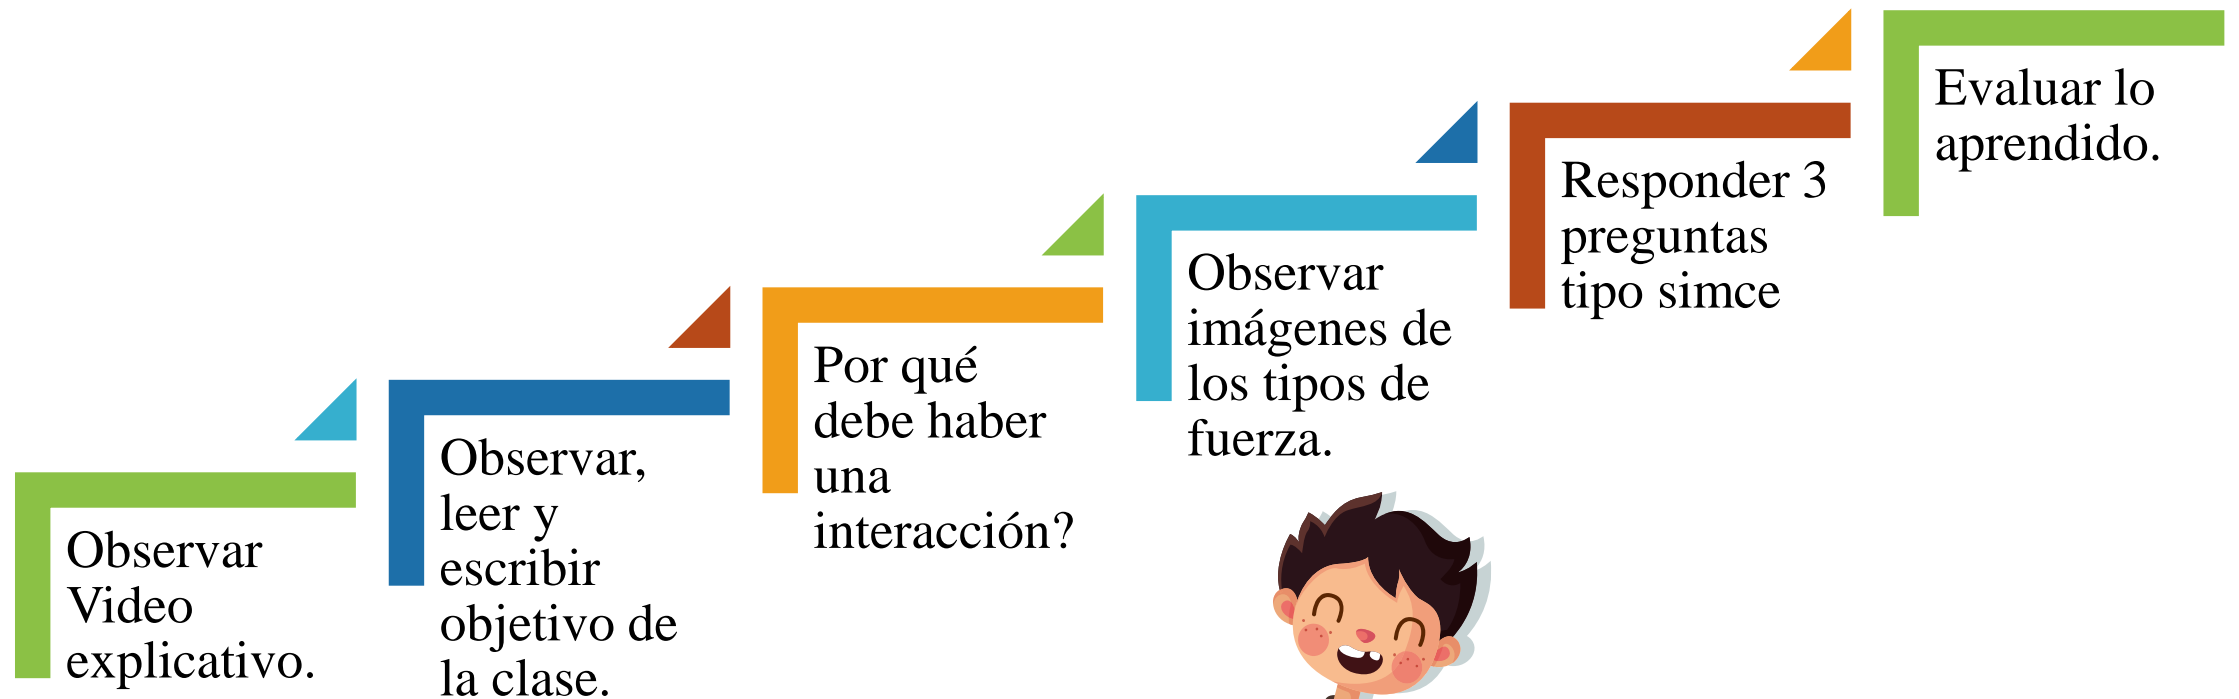 Observar
Video
explicativo.
Observar,
leer y
escribir
objetivo de
la clase.
Por qué
debe haber
una
interacción?
Observar
imágenes de
los tipos de
fuerza.
Responder 3
preguntas
tipo simce
Evaluar lo
aprendido.